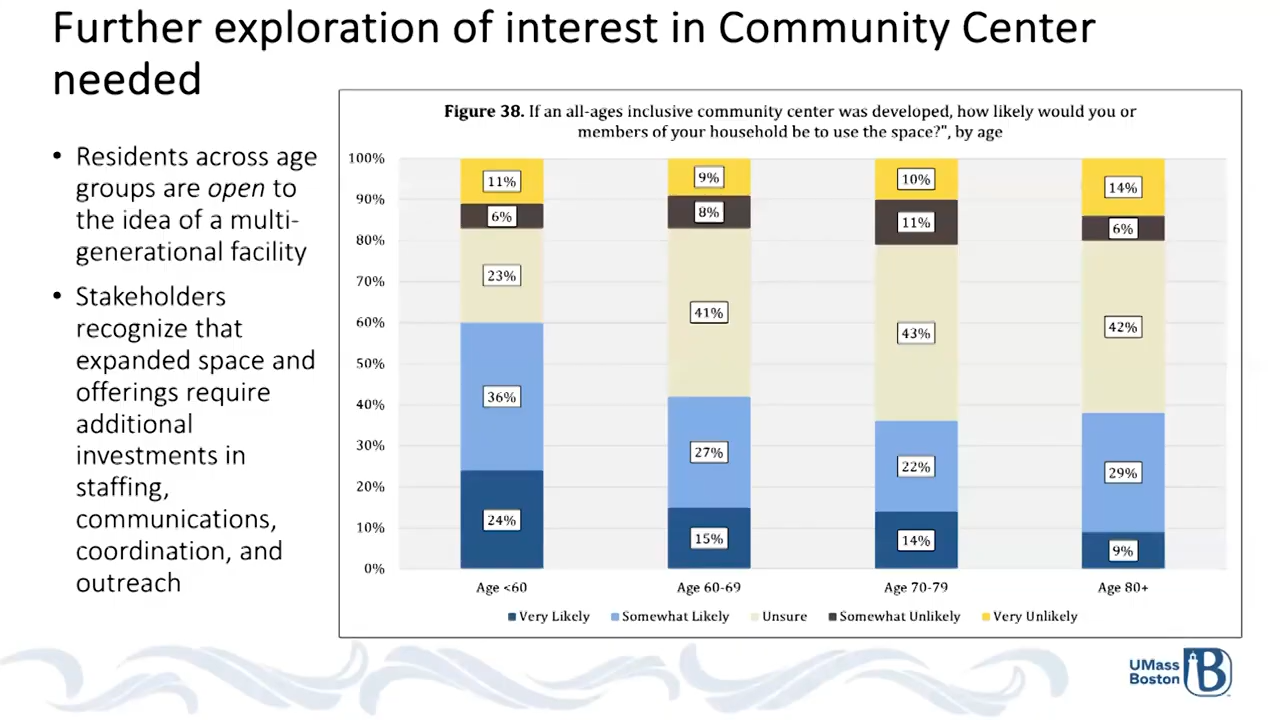 Further exploration of interest in Community Center
needed
• Residents across age
groups are open to
the idea of a multi-
generational facility
• Stakeholders
recognize that
expanded space and
offerings require
additional
investments in
staffing,
communications,
coordination, and
outreach
Figure 38. If an all-ages inclusive community center was developed, how likely would you or
members of your household be to use the space?", by age
100%
90%
80%
70%
60%
50%
40%
30%
20%
10%
0%
11%
6%
23%
36%
24%
9%
8%
41%
27%
15%
10%
11%
43%
22%
14%
14%
6%
42%
29%
9%
Age <60 Age 60-69 Age 70-79 Age 80+
Very Likely Somewhat Likely Unsure Somewhat Unlikely Very Unlikely
UMass
Boston
B